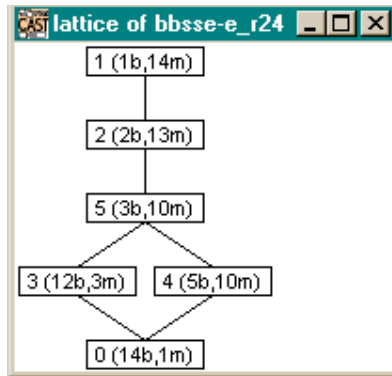 CAST lattice of bbsse-e_r24
1 (1b,14m)
2 (2b,13m)
5 (3b,10m)
3 (12b,3m) 4 (5b,10m)
0 (14b,1m)